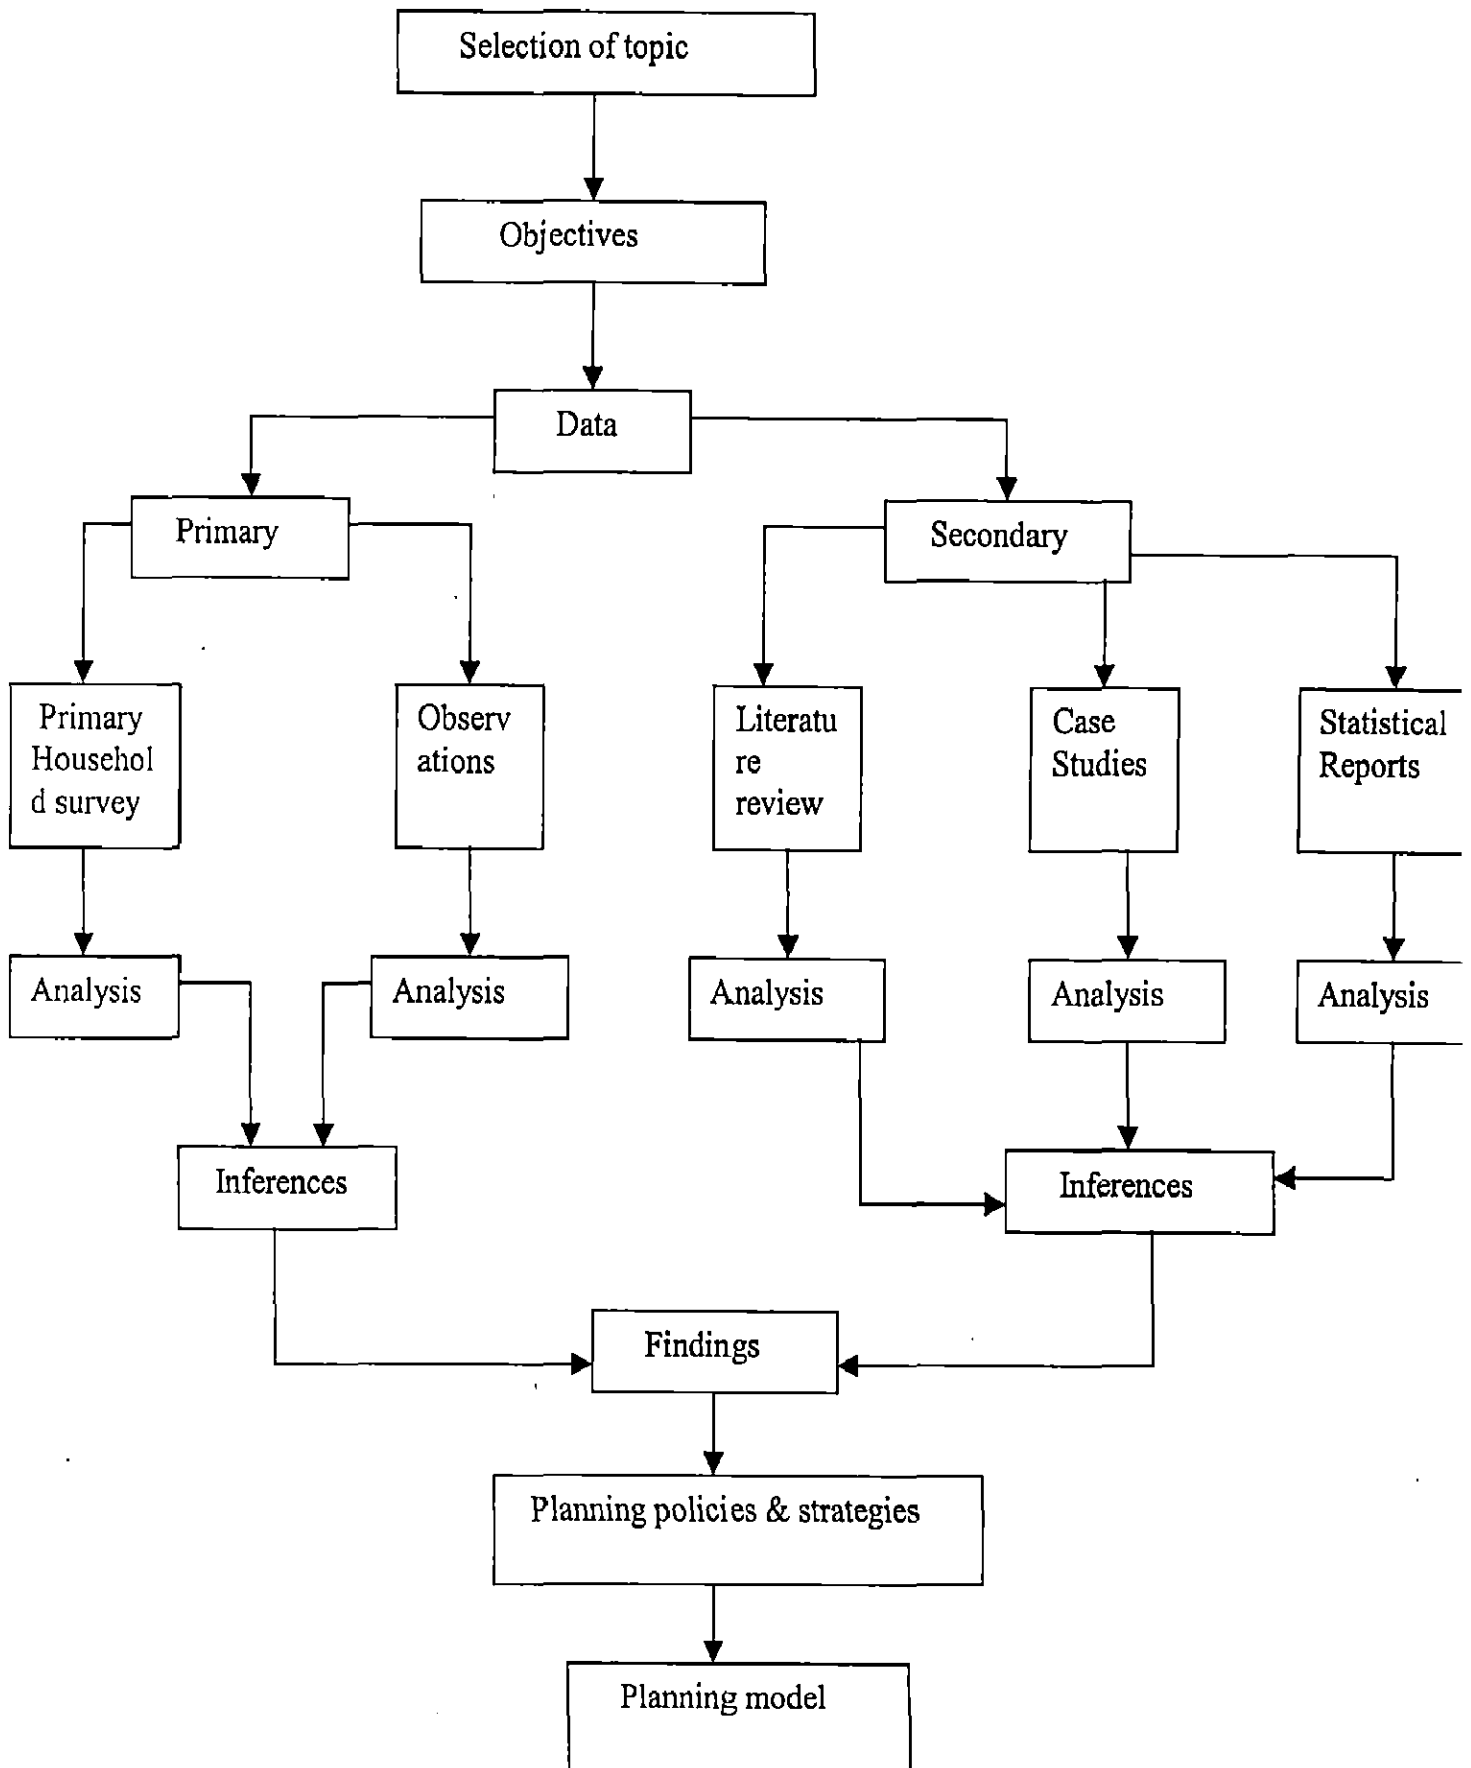 Selection of topic
Objectives
Data
Primary
Secondary
Primary
Househol
d survey
Observ
ations
Literatu
re
review
Case
Studies
Statistical
Reports
Analysis
Analysis
Analysis
Analysis
Analysis
Inferences
Inferences
Findings
Planning policies & strategies
Planning model